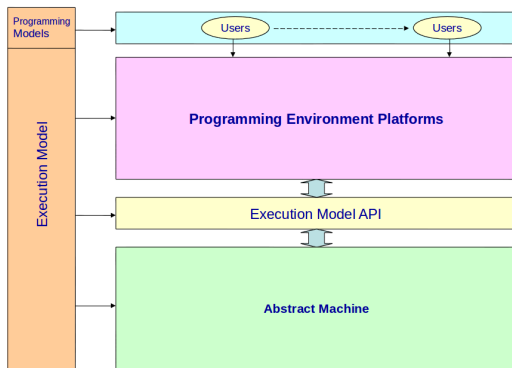 Programming
Models
Users
Users
Execution Model
Programming Environment Platforms
Execution Model API
Abstract Machine